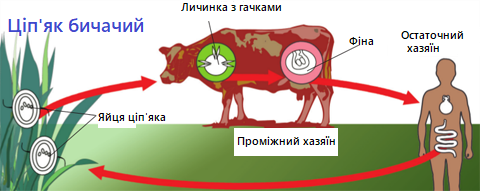 Ціп'як бичачий
Личинка з гачками
Фіна
Остаточний
хазяїн
Яйця ціп'яка
Проміжний хазяїн